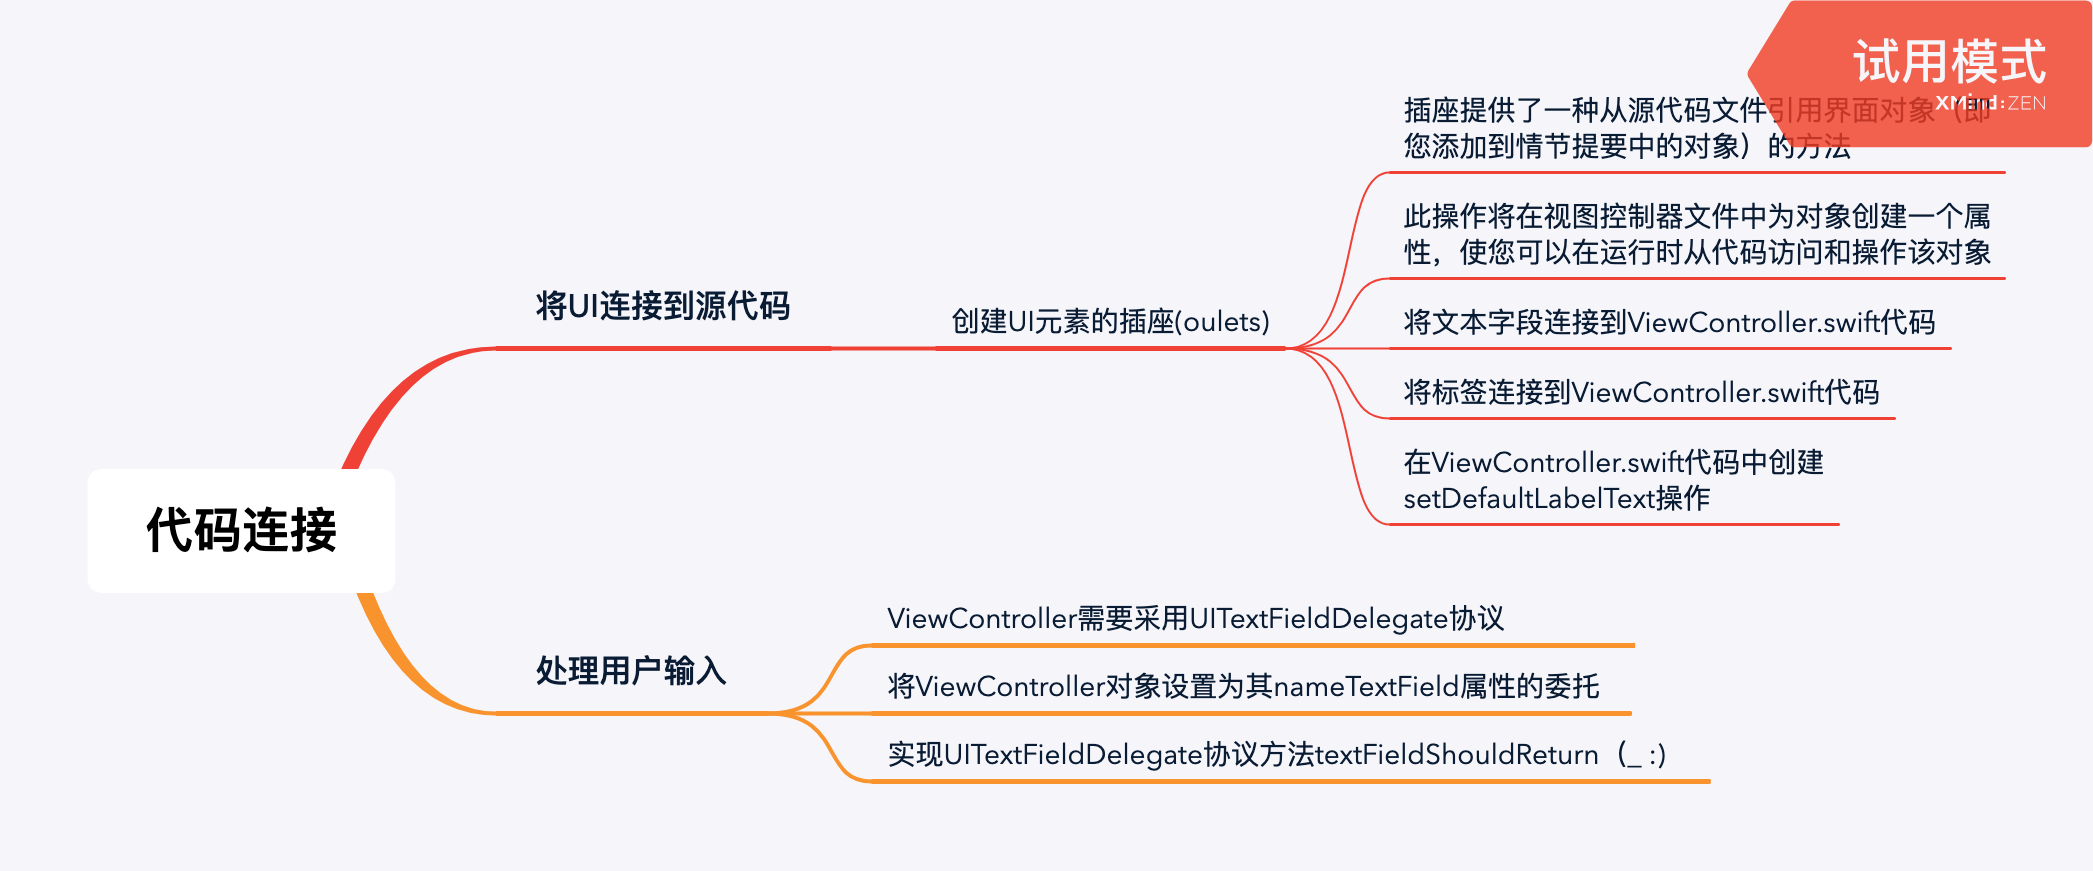 试用模式
XMind:ZEN
插座提供了一种从源代码文件引用界面对象（即
您添加到情节提要中的对象）的方法
此操作将在视图控制器文件中为对象创建一个属
性，使您可以在运行时从代码访问和操作该对象
将UI连接到源代码
创建UI元素的插座(oulets)
将文本字段连接到ViewController.swift代码
将标签连接到ViewController.swift代码
在ViewController.swift代码中创建
setDefaultLabelText操作
代码连接
ViewController需要采用UITextFieldDelegate协议
处理用户输入
将ViewController对象设置为其nameTextField属性的委托
实现UITextFieldDelegate协议方法textFieldShouldReturn（_ :)